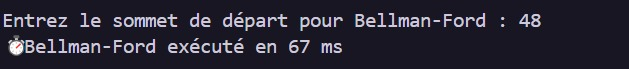 Entrez le sommet de départ pour Bellman-Ford : 48
⏱Bellman-Ford exécuté en 67 ms